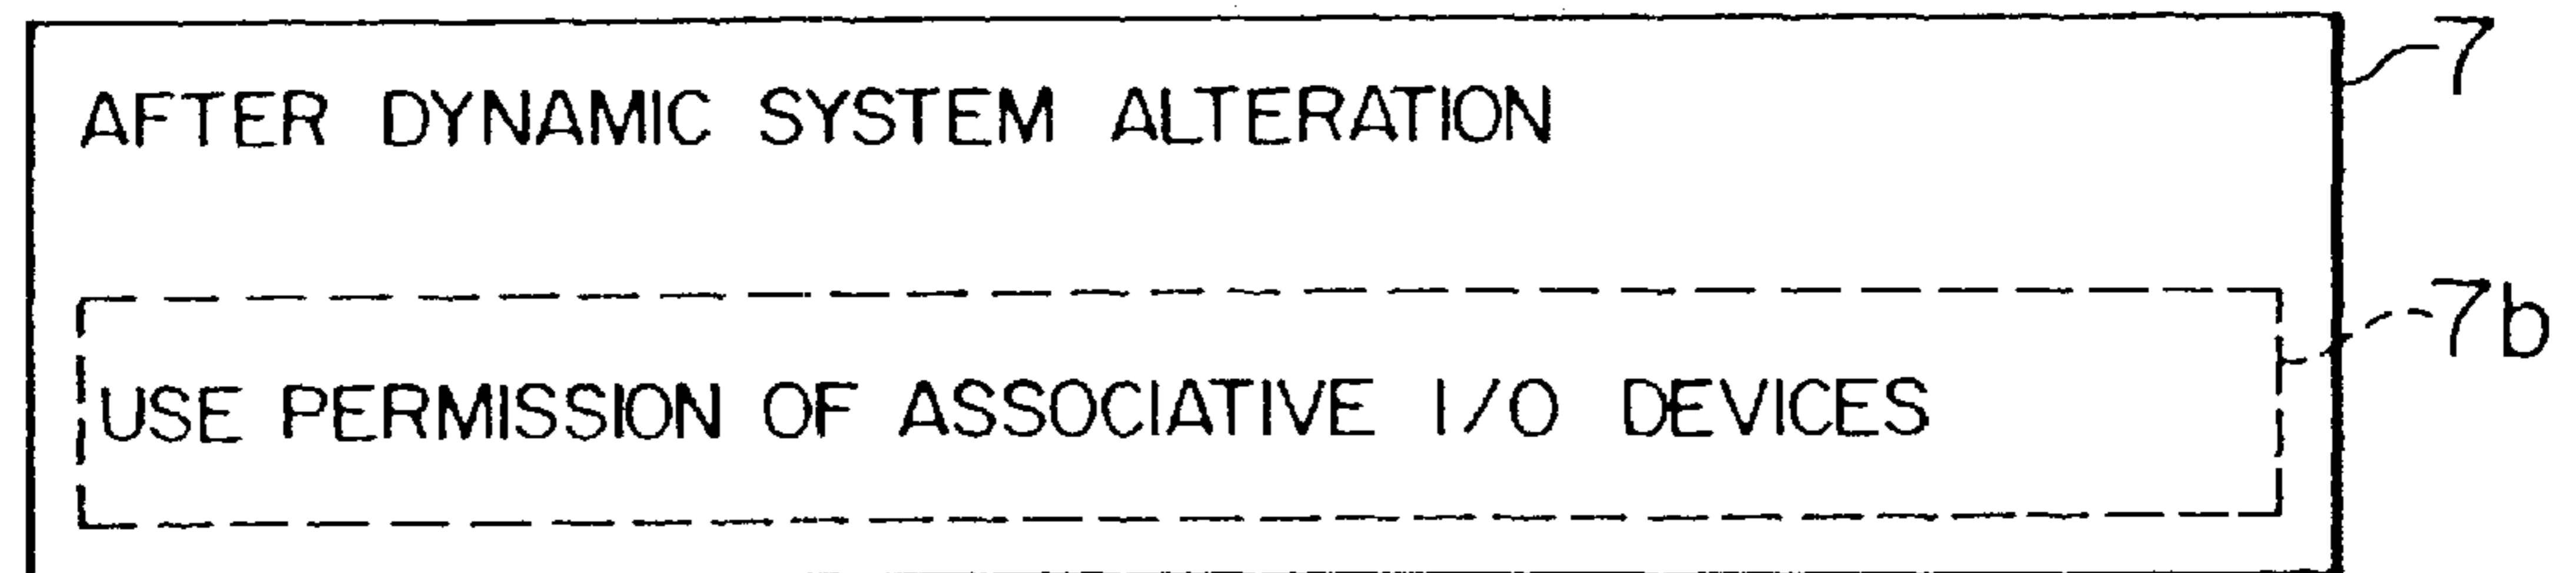 AFTER DYNAMIC SYSTEM ALTERATION
7
USE PERMISSION OF ASSOCIATIVE I/O DEVICES
7b